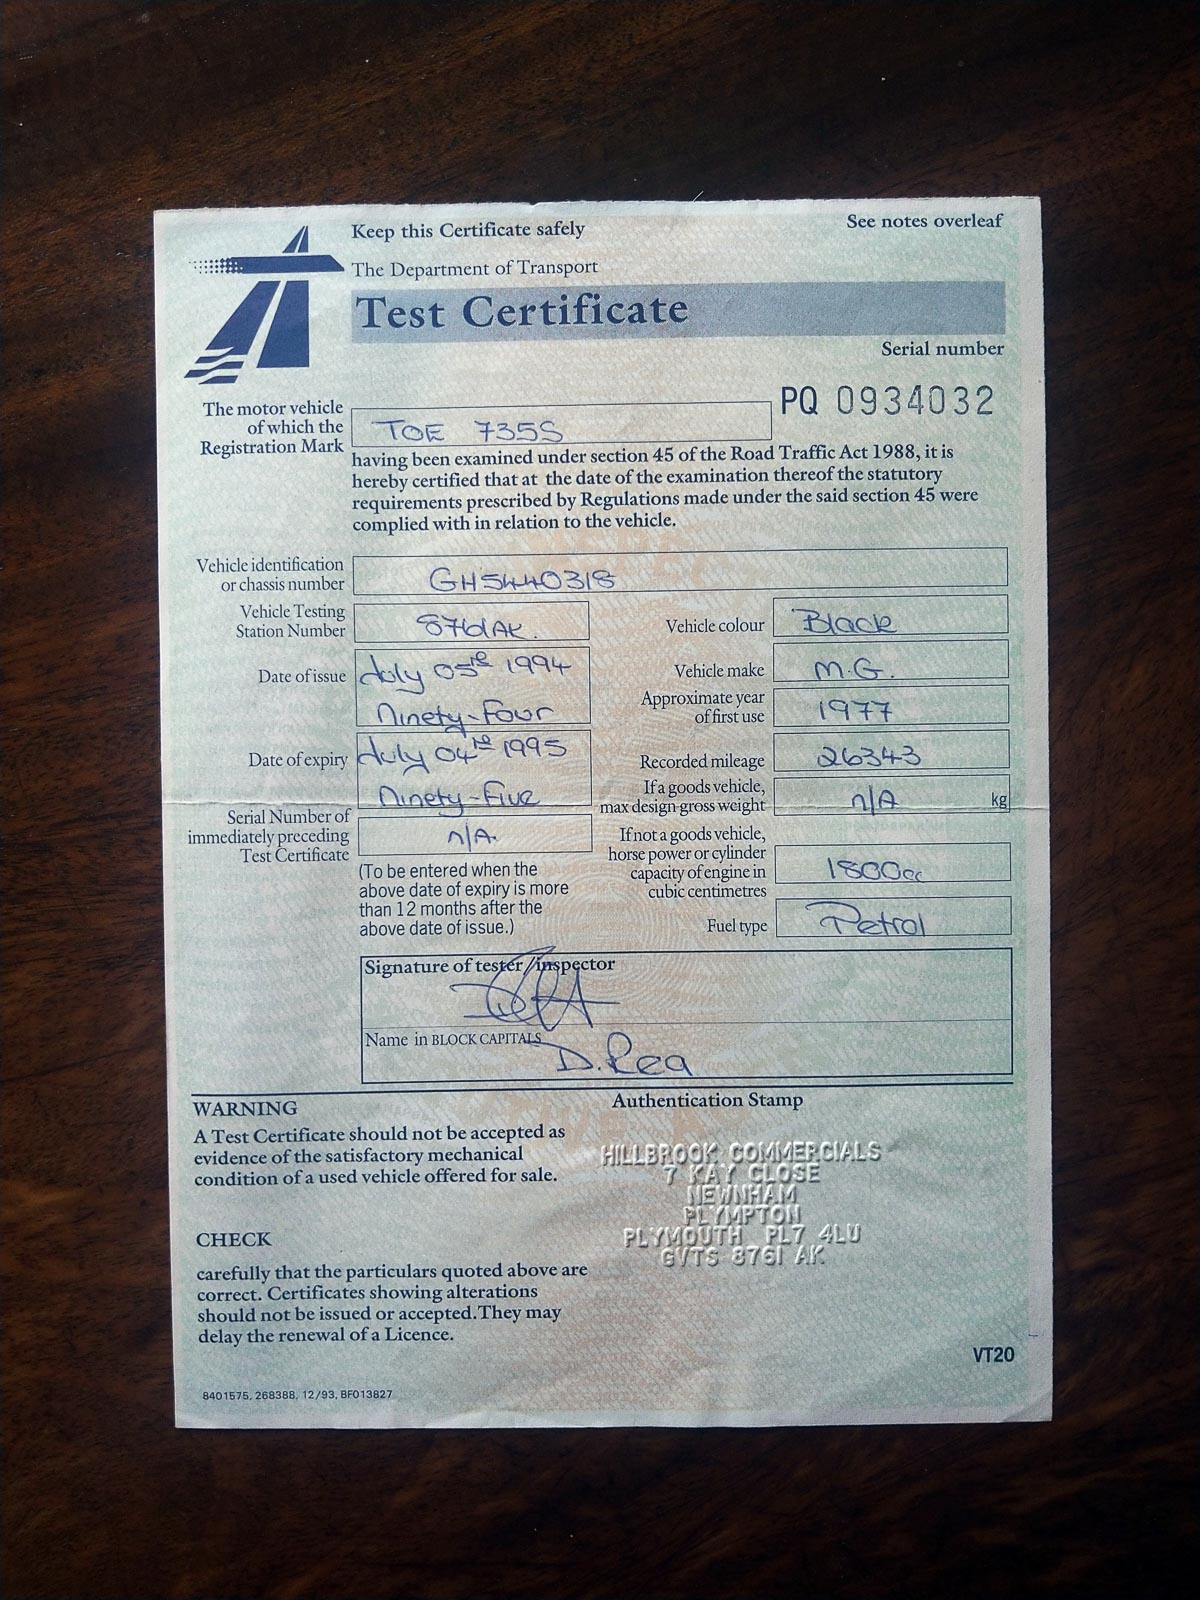 Keep this Certificate safely
See notes overleaf
The Department of Transport
Test Certificate
Serial number
PQ 0934032
The motor vehicle
of which the
Registration Mark
TOE 735S
having been examined under section 45 of the Road Traffic Act 1988, it is
hereby certified that at the date of the examination thereof the statutory
requirements prescribed by Regulations made under the said section 45 were
complied with in relation to the vehicle.
Vehicle identification
or chassis number
GH5440318
Vehicle Testing
Station Number
8761AK.
Vehicle colour
Black
Date of issue
July 05th 1994
Ninety-Four
Vehicle make
M.G.
Approximate year
of first use
1977
Date of expiry
July 04th 1995
Ninety-Five
Recorded mileage
26343
If a goods vehicle,
max design gross weight
n/A
kg
Serial Number of
immediately preceding
Test Certificate
n/A.
(To be entered when the
above date of expiry is more
than 12 months after the
above date of issue.)
If not a goods vehicle,
horse power or cylinder
capacity of engine in
cubic centimetres
1800cc
Fuel type
Petrol
Signature of tester/inspector
Name in BLOCK CAPITALS
D. Rea
WARNING
A Test Certificate should not be accepted as
evidence of the satisfactory mechanical
condition of a used vehicle offered for sale.
Authentication Stamp
HILLBROOK COMMERCIALS
7 KAY CLOSE
NEWNHAM
PLYMPTON
PLYMOUTH PL7 4LU
GVTS 8761 AK
CHECK
carefully that the particulars quoted above are
correct. Certificates showing alterations
should not be issued or accepted. They may
delay the renewal of a Licence.
VT20
8401575, 268388, 12/93, BF013827